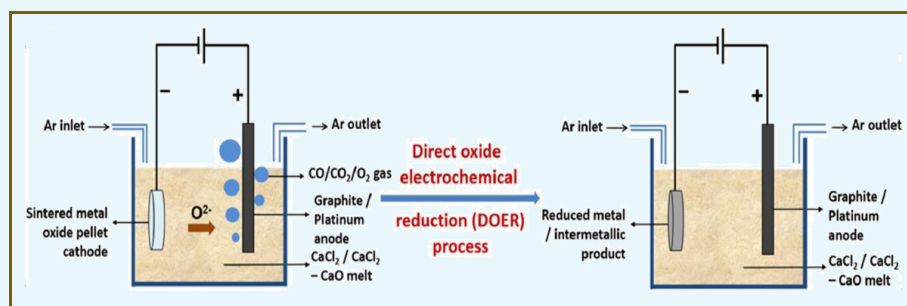 −
+
Ar inlet
Ar outlet
CO/CO₂/O₂ gas
O²⁻
Sintered metal
oxide pellet
cathode
Graphite /
Platinum
anode
CaCl₂ / CaCl₂
– CaO melt
Direct oxide
electrochemical
reduction (DOER)
process
−
+
Ar inlet
Ar outlet
Reduced metal
/ intermetallic
product
Graphite /
Platinum
anode
CaCl₂ / CaCl₂
– CaO melt